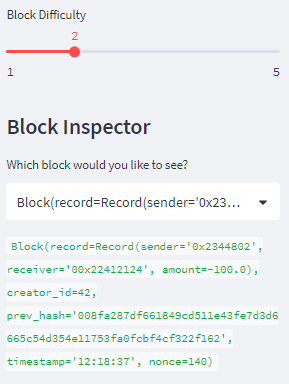 Block Difficulty
2
1 5
Block Inspector
Which block would you like to see?
Block(record=Record(sender='0x23...
Block(record=Record(sender='0x2344802',
receiver='00x22412124', amount=-100.0),
creator_id=42,
prev_hash='008fa287df661849cd511e43fe7d3d6
665c54d354e11753fa0fcbf4cf322f162',
timestamp='12:18:37', nonce=140)